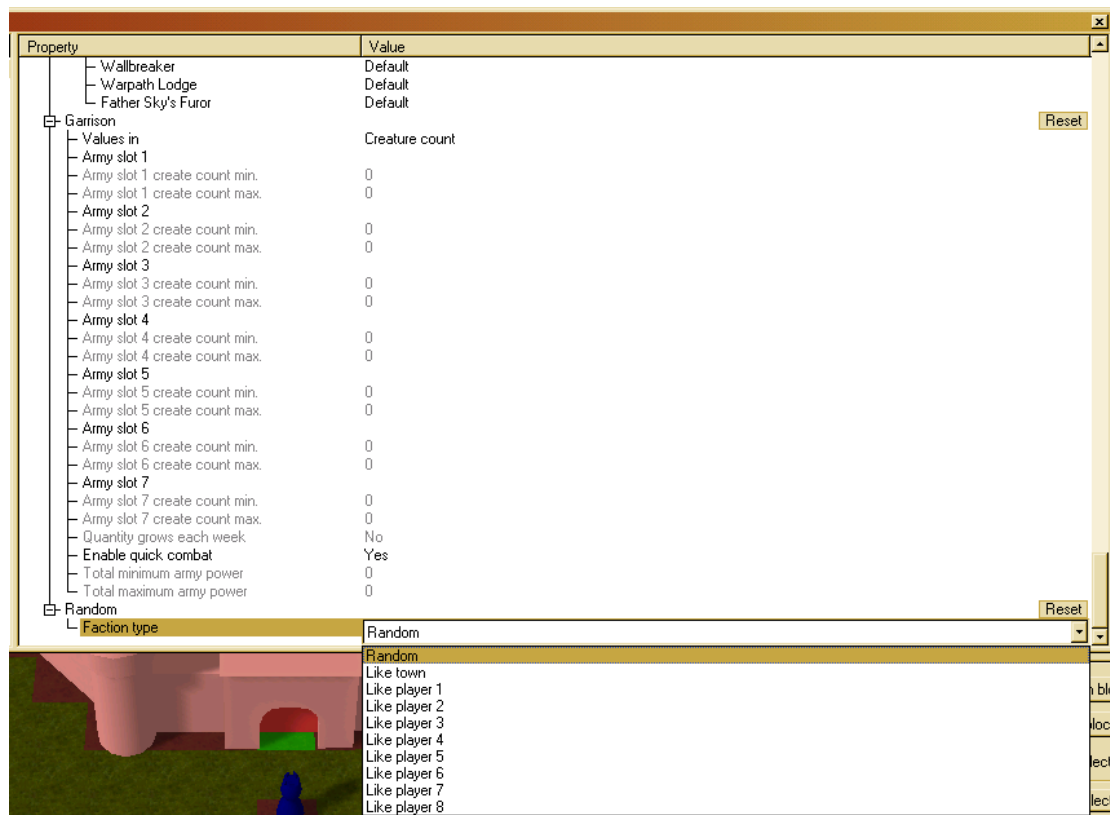 Property Value
Wallbreaker Default
Warpath Lodge Default
Father Sky's Furor Default
Garrison Reset
Values in Creature count
Army slot 1
Army slot 1 create count min. 0
Army slot 1 create count max. 0
Army slot 2
Army slot 2 create count min. 0
Army slot 2 create count max. 0
Army slot 3
Army slot 3 create count min. 0
Army slot 3 create count max. 0
Army slot 4
Army slot 4 create count min. 0
Army slot 4 create count max. 0
Army slot 5
Army slot 5 create count min. 0
Army slot 5 create count max. 0
Army slot 6
Army slot 6 create count min. 0
Army slot 6 create count max. 0
Army slot 7
Army slot 7 create count min. 0
Army slot 7 create count max. 0
Quantity grows each week No
Enable quick combat Yes
Total minimum army power 0
Total maximum army power 0
Random Reset
Faction type Random
Random
Like town
Like player 1
Like player 2
Like player 3
Like player 4
Like player 5
Like player 6
Like player 7
Like player 8